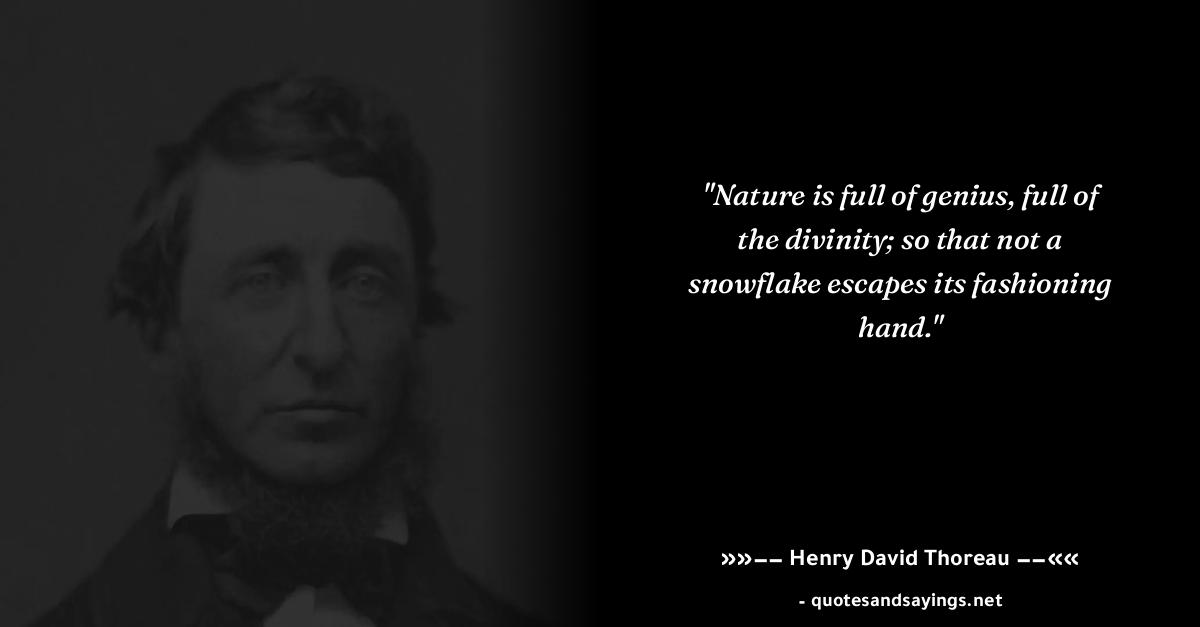 "Nature is full of genius, full of
the divinity; so that not a
snowflake escapes its fashioning
hand."
»»−− Henry David Thoreau −−««
- quotesandsayings.net